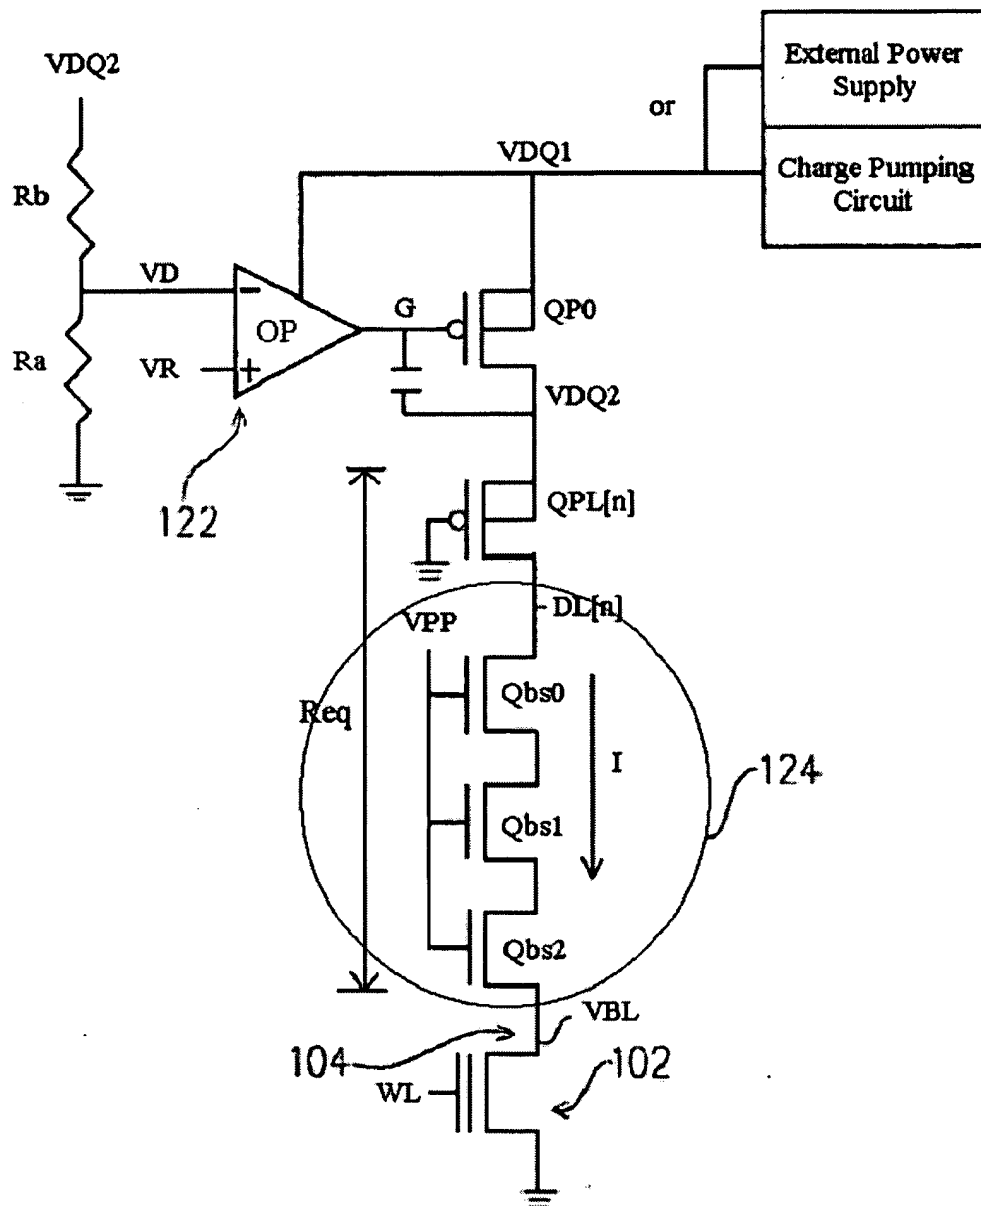 External Power
Supply
VDQ2
or
VDQ1
Charge Pumping
Circuit
Rb
VD
-
G
QP0
OP
Ra
VR
+
VDQ2
122
QPL[n]
DL[n]
VPP
Qbs0
Req
I
124
Qbs1
Qbs2
VBL
104
102
WL